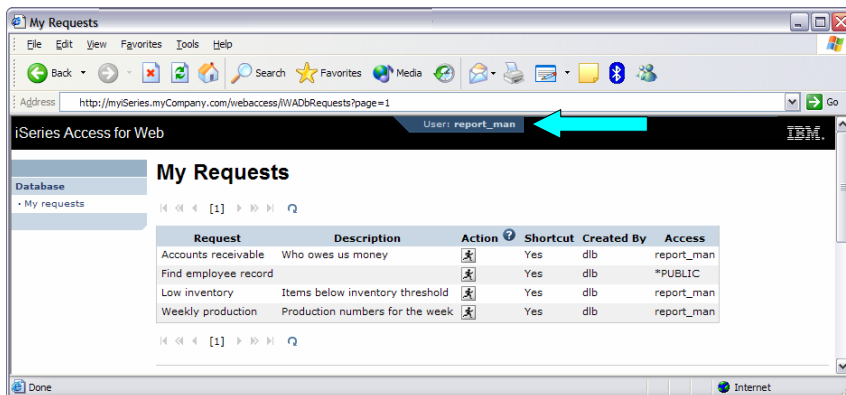 My Requests
File Edit View Favorites Tools Help
Back Search Favorites Media
Address http://myiSeries.myCompany.com/webaccess/iWADbRequests?page=1 Go
iSeries Access for Web User: report_man IBM.
My Requests
Database
• My requests
[1]
Request Description Action ? Shortcut Created By Access
Accounts receivable Who owes us money Yes dlb report_man
Find employee record Yes dlb *PUBLIC
Low inventory Items below inventory threshold Yes dlb report_man
Weekly production Production numbers for the week Yes dlb report_man
[1]
Done Internet